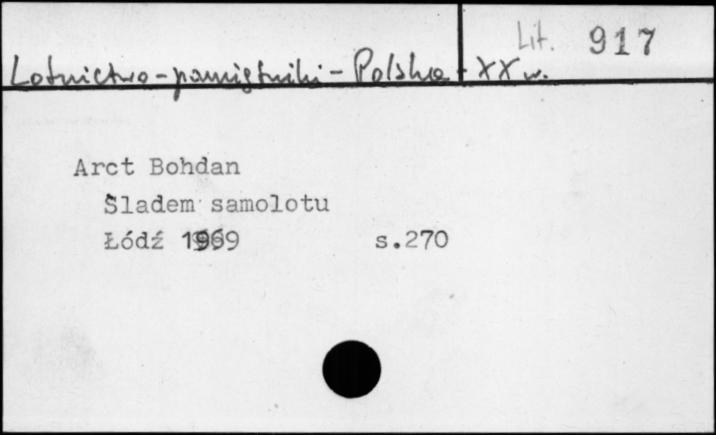 Lit. 917
Lotnictwo - pamiętniki - Polska - XX w.
Arct Bohdan
Śladem samolotu
Łódź 1969 s.270